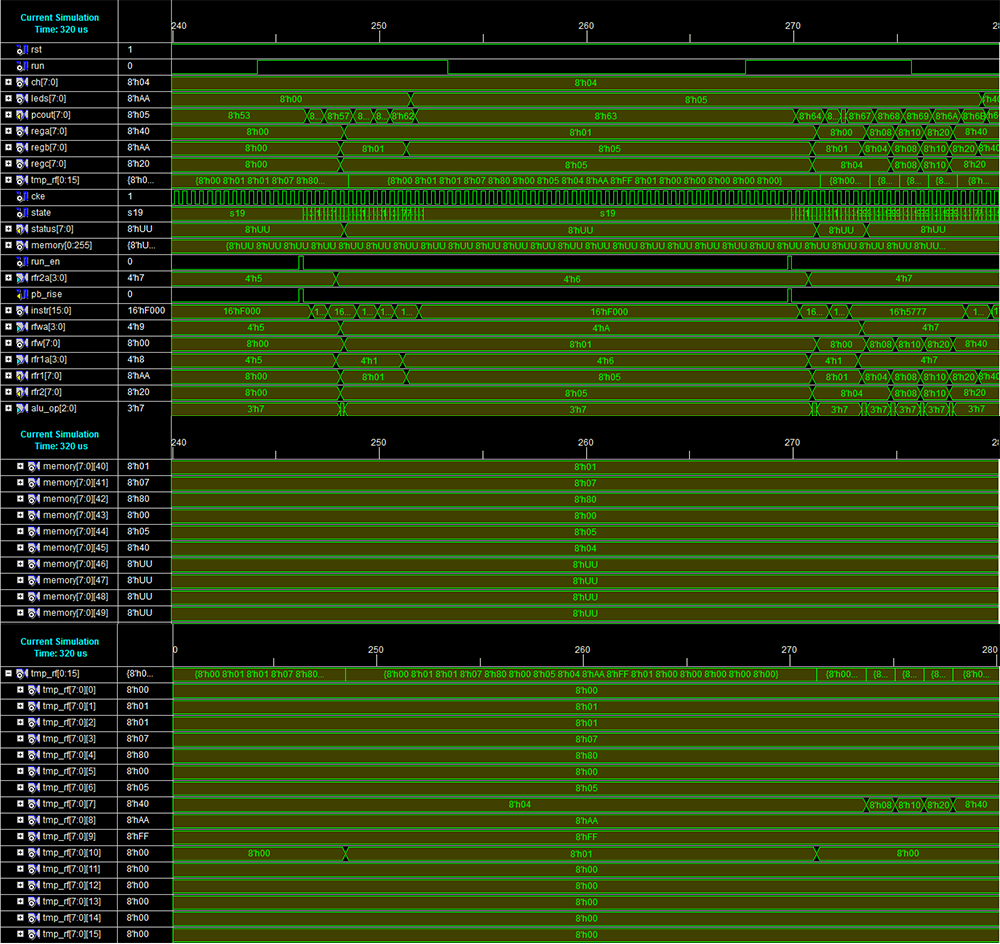 Current Simulation
Time: 320 us
240 250 260 270 28
rst 1
run 0
ch[7:0] 8'h04 8'h04
leds[7:0] 8'hAA 8'h00 8'h05 h40
pcout[7:0] 8'h05 8'h53 8... 8'h57 8... 8... 8'h62 8'h63 8'h64 8... 8'h67 8'h68 8'h69 8'h6A 8'h6B h6
rega[7:0] 8'h40 8'h00 8'h01 8'h00 8'h08 8'h10 8'h20 8'h40
regb[7:0] 8'hAA 8'h00 8'h01 8'h05 8'h01 8'h04 8'h08 8'h10 8'h20 8'h40
regc[7:0] 8'h20 8'h00 8'h05 8'h04 8'h08 8'h10 8'h20
tmp_rf[0:15] {8'h0... {8'h00 8'h01 8'h01 8'h07 8'h80... {8'h00 8'h01 8'h01 8'h07 8'h80 8'h00 8'h05 8'h04 8'hAA 8'hFF 8'h01 8'h00 8'h00 8'h00 8'h00 8'h00} {8'h00... {8... {8... {8... {8'h0...
cke 1
state s19 s19 s19
status[7:0] 8'hUU 8'hUU 8'hUU 8'hUU 8'hUU
memory[0:255] {8'hU... {8'hUU 8'hUU 8'hUU 8'hUU 8'hUU 8'hUU 8'hUU 8'hUU 8'hUU 8'hUU 8'hUU 8'hUU 8'hUU 8'hUU 8'hUU 8'hUU 8'hUU 8'hUU 8'hUU 8'hUU 8'hUU 8'hUU 8'hUU 8'hUU 8'hUU...
run_en 0
rfr2a[3:0] 4'h7 4'h5 4'h6 4'h7
pb_rise 0
instr[15:0] 16'hF000 16'hF000 1... 16... 16... 1... 1... 16'hF000 16... 1... 16'h5777 1... 1
rfwa[3:0] 4'h9 4'h5 4'hA 4'h7
rfw[7:0] 8'h00 8'h00 8'h01 8'h00 8'h08 8'h10 8'h20 8'h40
rfr1a[3:0] 4'h8 4'h5 4'h1 4'h6 4'h1 4'h7
rfr1[7:0] 8'hAA 8'h00 8'h01 8'h05 8'h01 8'h04 8'h08 8'h10 8'h20 8'h40
rfr2[7:0] 8'h20 8'h00 8'h05 8'h04 8'h08 8'h10 8'h20
alu_op[2:0] 3'h7 3'h7 3'h7 3'h7 3'h7 3'h7 3'h7 3'h7
Current Simulation
Time: 320 us
240 250 260 270 28
memory[7:0][40] 8'h01 8'h01
memory[7:0][41] 8'h07 8'h07
memory[7:0][42] 8'h80 8'h80
memory[7:0][43] 8'h00 8'h00
memory[7:0][44] 8'h05 8'h05
memory[7:0][45] 8'h40 8'h04
memory[7:0][46] 8'hUU 8'hUU
memory[7:0][47] 8'hUU 8'hUU
memory[7:0][48] 8'hUU 8'hUU
memory[7:0][49] 8'hUU 8'hUU
Current Simulation
Time: 320 us
0 250 260 270 280
tmp_rf[0:15] {8'h0... {8'h00 8'h01 8'h01 8'h07 8'h80... {8'h00 8'h01 8'h01 8'h07 8'h80 8'h00 8'h05 8'h04 8'hAA 8'hFF 8'h01 8'h00 8'h00 8'h00 8'h00 8'h00} {8'h00... {8... {8... {8... {8'h0...
tmp_rf[7:0][0] 8'h00 8'h00
tmp_rf[7:0][1] 8'h01 8'h01
tmp_rf[7:0][2] 8'h01 8'h01
tmp_rf[7:0][3] 8'h07 8'h07
tmp_rf[7:0][4] 8'h80 8'h80
tmp_rf[7:0][5] 8'h00 8'h00
tmp_rf[7:0][6] 8'h05 8'h05
tmp_rf[7:0][7] 8'h40 8'h04 8'h08 8'h10 8'h20 8'h40
tmp_rf[7:0][8] 8'hAA 8'hAA
tmp_rf[7:0][9] 8'hFF 8'hFF
tmp_rf[7:0][10] 8'h00 8'h00 8'h01 8'h00
tmp_rf[7:0][11] 8'h00 8'h00
tmp_rf[7:0][12] 8'h00 8'h00
tmp_rf[7:0][13] 8'h00 8'h00
tmp_rf[7:0][14] 8'h00 8'h00
tmp_rf[7:0][15] 8'h00 8'h00